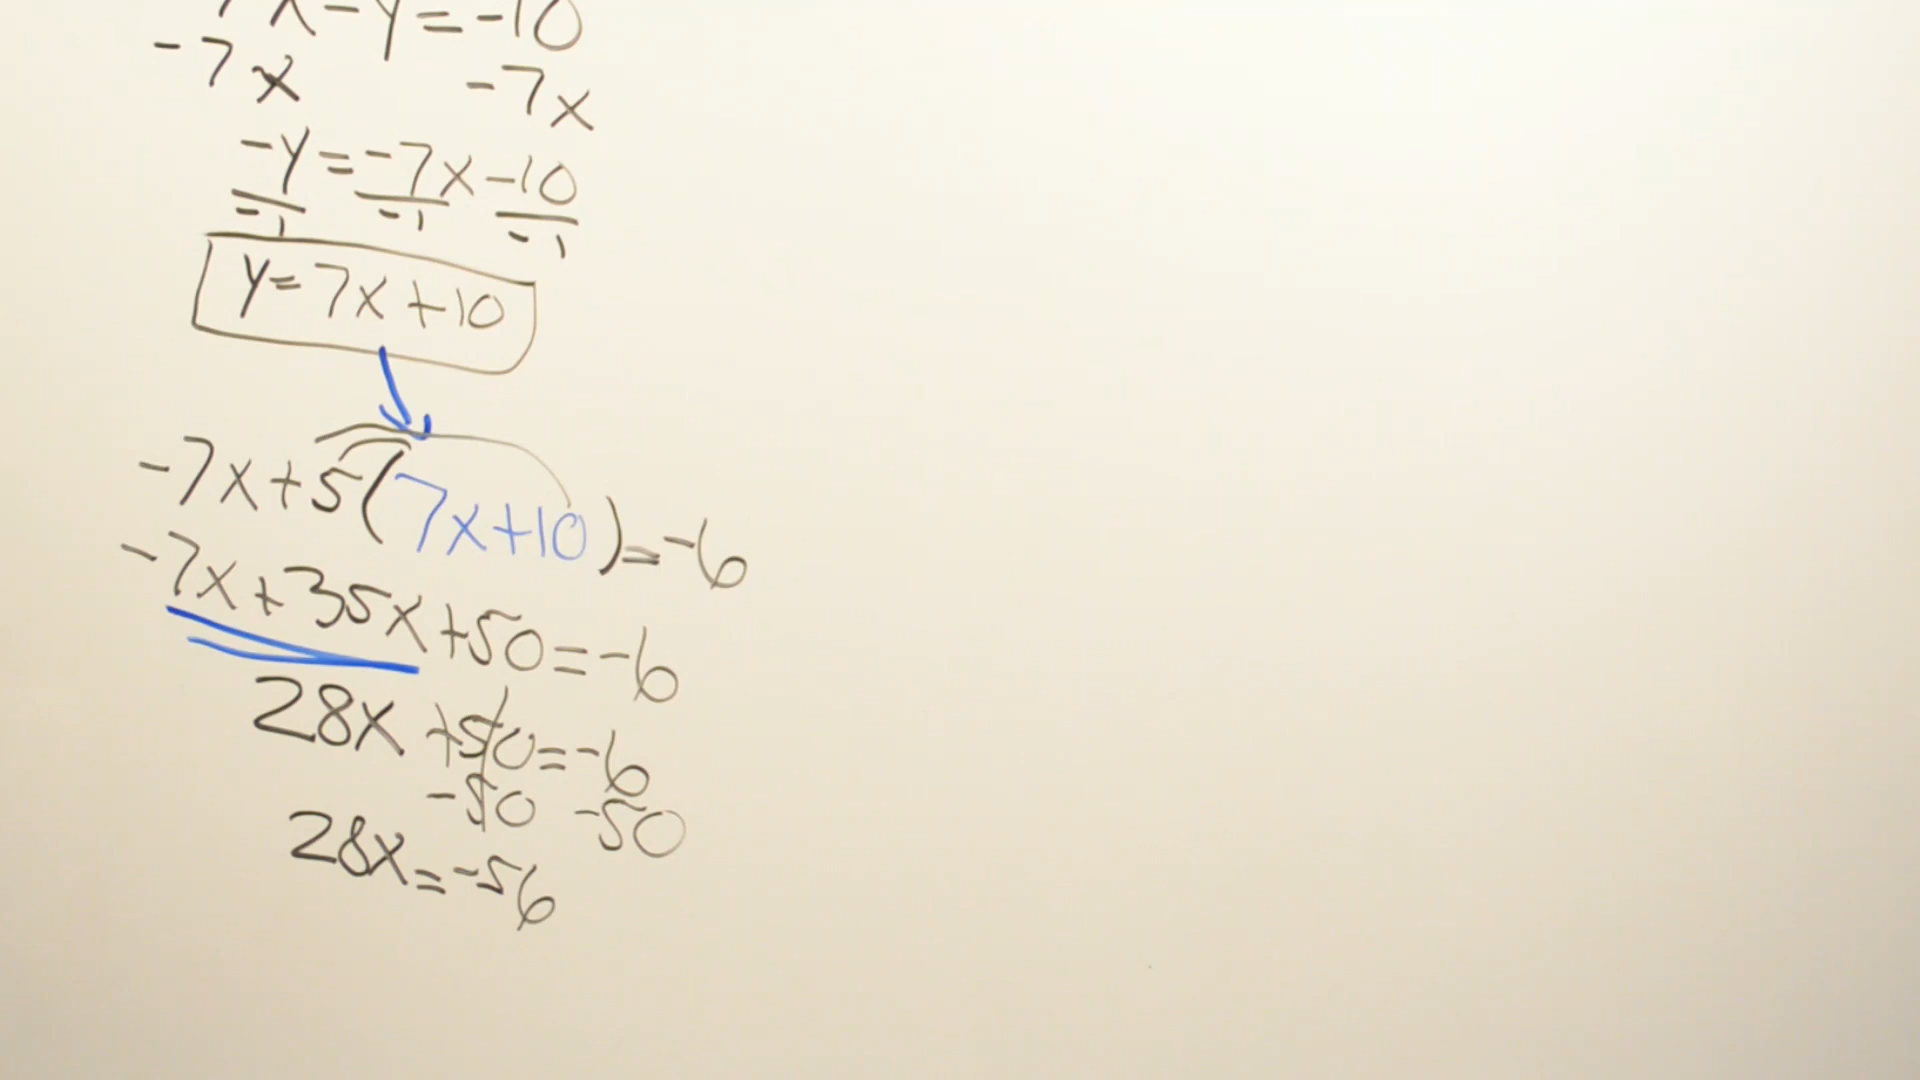 7x-y=-10
-7x -7x
-y=-7x-10
-1 -1 -1
y=7x+10
-7x+5(7x+10)=-6
-7x+35x+50=-6
28x+50=-6
-50 -50
28x=-56